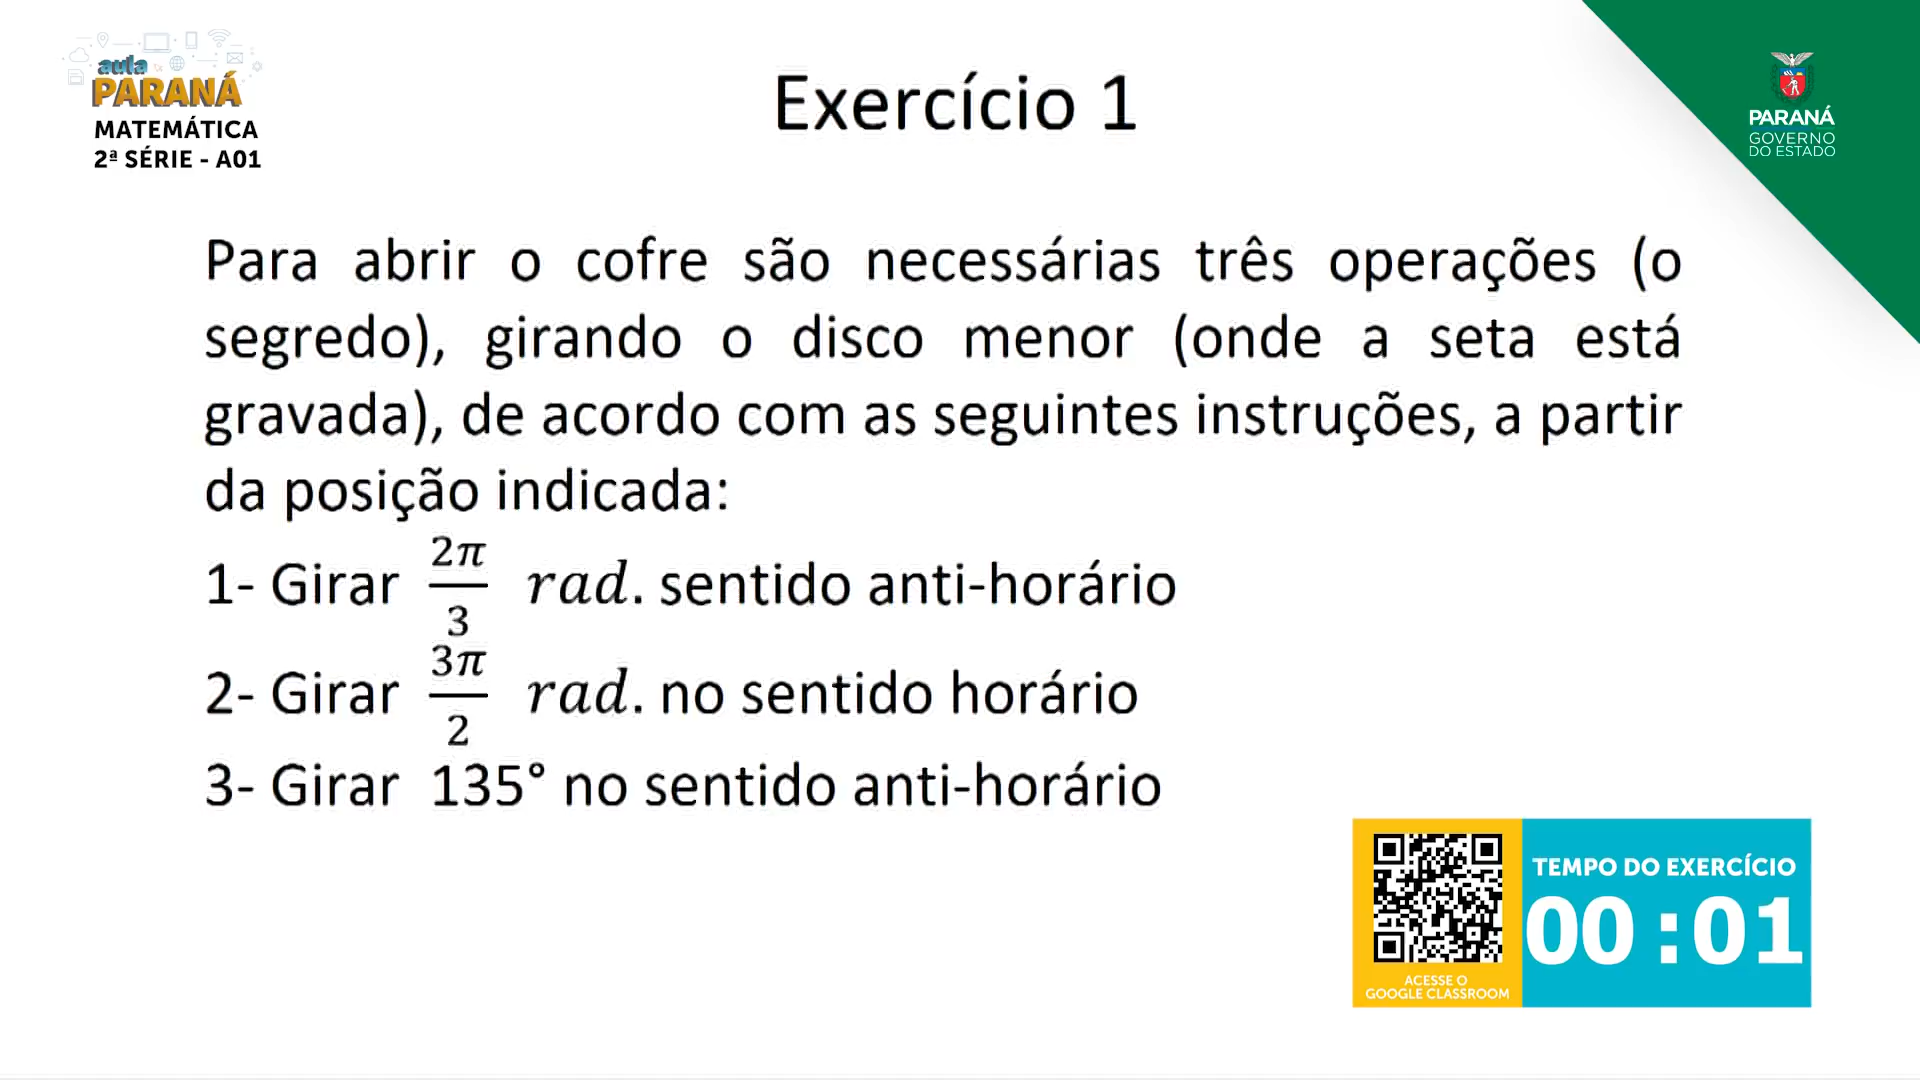 aula
PARANÁ
MATEMÁTICA
2ª SÉRIE - A01
Exercício 1
PARANÁ
GOVERNO
DO ESTADO
Para abrir o cofre são necessárias três operações (o
segredo), girando o disco menor (onde a seta está
gravada), de acordo com as seguintes instruções, a partir
da posição indicada:
1- Girar 2π/3 rad. sentido anti-horário
2- Girar 3π/2 rad. no sentido horário
3- Girar 135° no sentido anti-horário
TEMPO DO EXERCÍCIO
00:01
ACESSE O
GOOGLE CLASSROOM